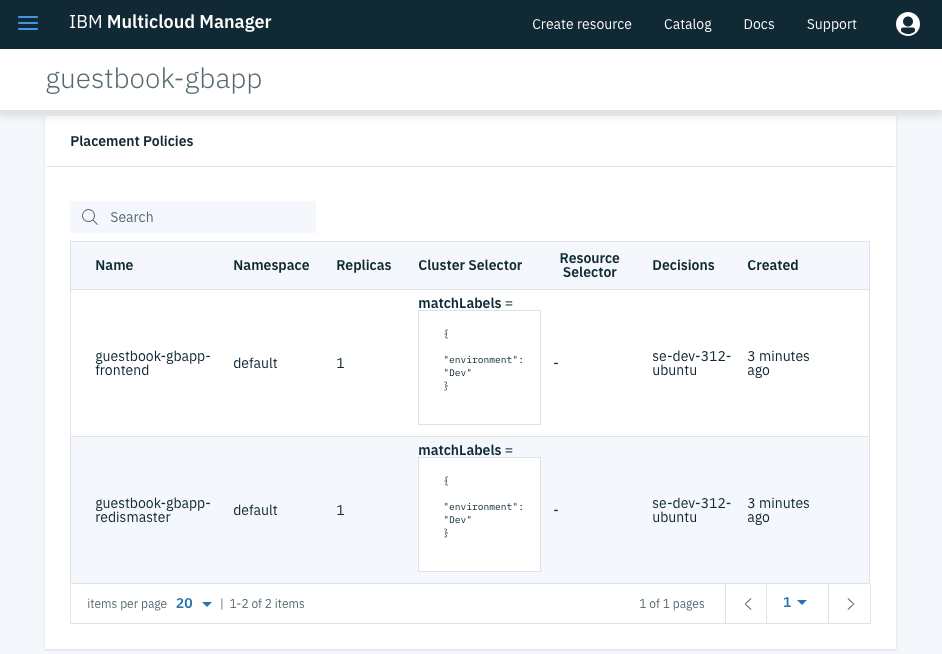 IBM Multicloud Manager
Create resource
Catalog
Docs
Support
guestbook-gbapp
Placement Policies
Search
Name
Namespace
Replicas
Cluster Selector
Resource
Selector
Decisions
Created
guestbook-gbapp-
frontend
default
1
matchLabels =
{
"environment":
"Dev"
}
-
se-dev-312-
ubuntu
3 minutes
ago
guestbook-gbapp-
redismaster
default
1
matchLabels =
{
"environment":
"Dev"
}
-
se-dev-312-
ubuntu
3 minutes
ago
items per page 20 | 1-2 of 2 items
1 of 1 pages
1